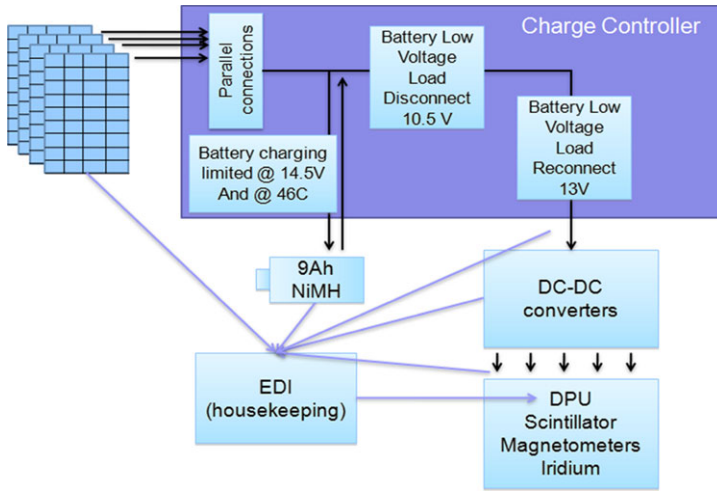 Charge Controller
Parallel
connections
Battery Low
Voltage
Load
Disconnect
10.5 V
Battery Low
Voltage
Load
Reconnect
13V
Battery charging
limited @ 14.5V
And @ 46C
9Ah
NiMH
DC-DC
converters
EDI
(housekeeping)
DPU
Scintillator
Magnetometers
Iridium